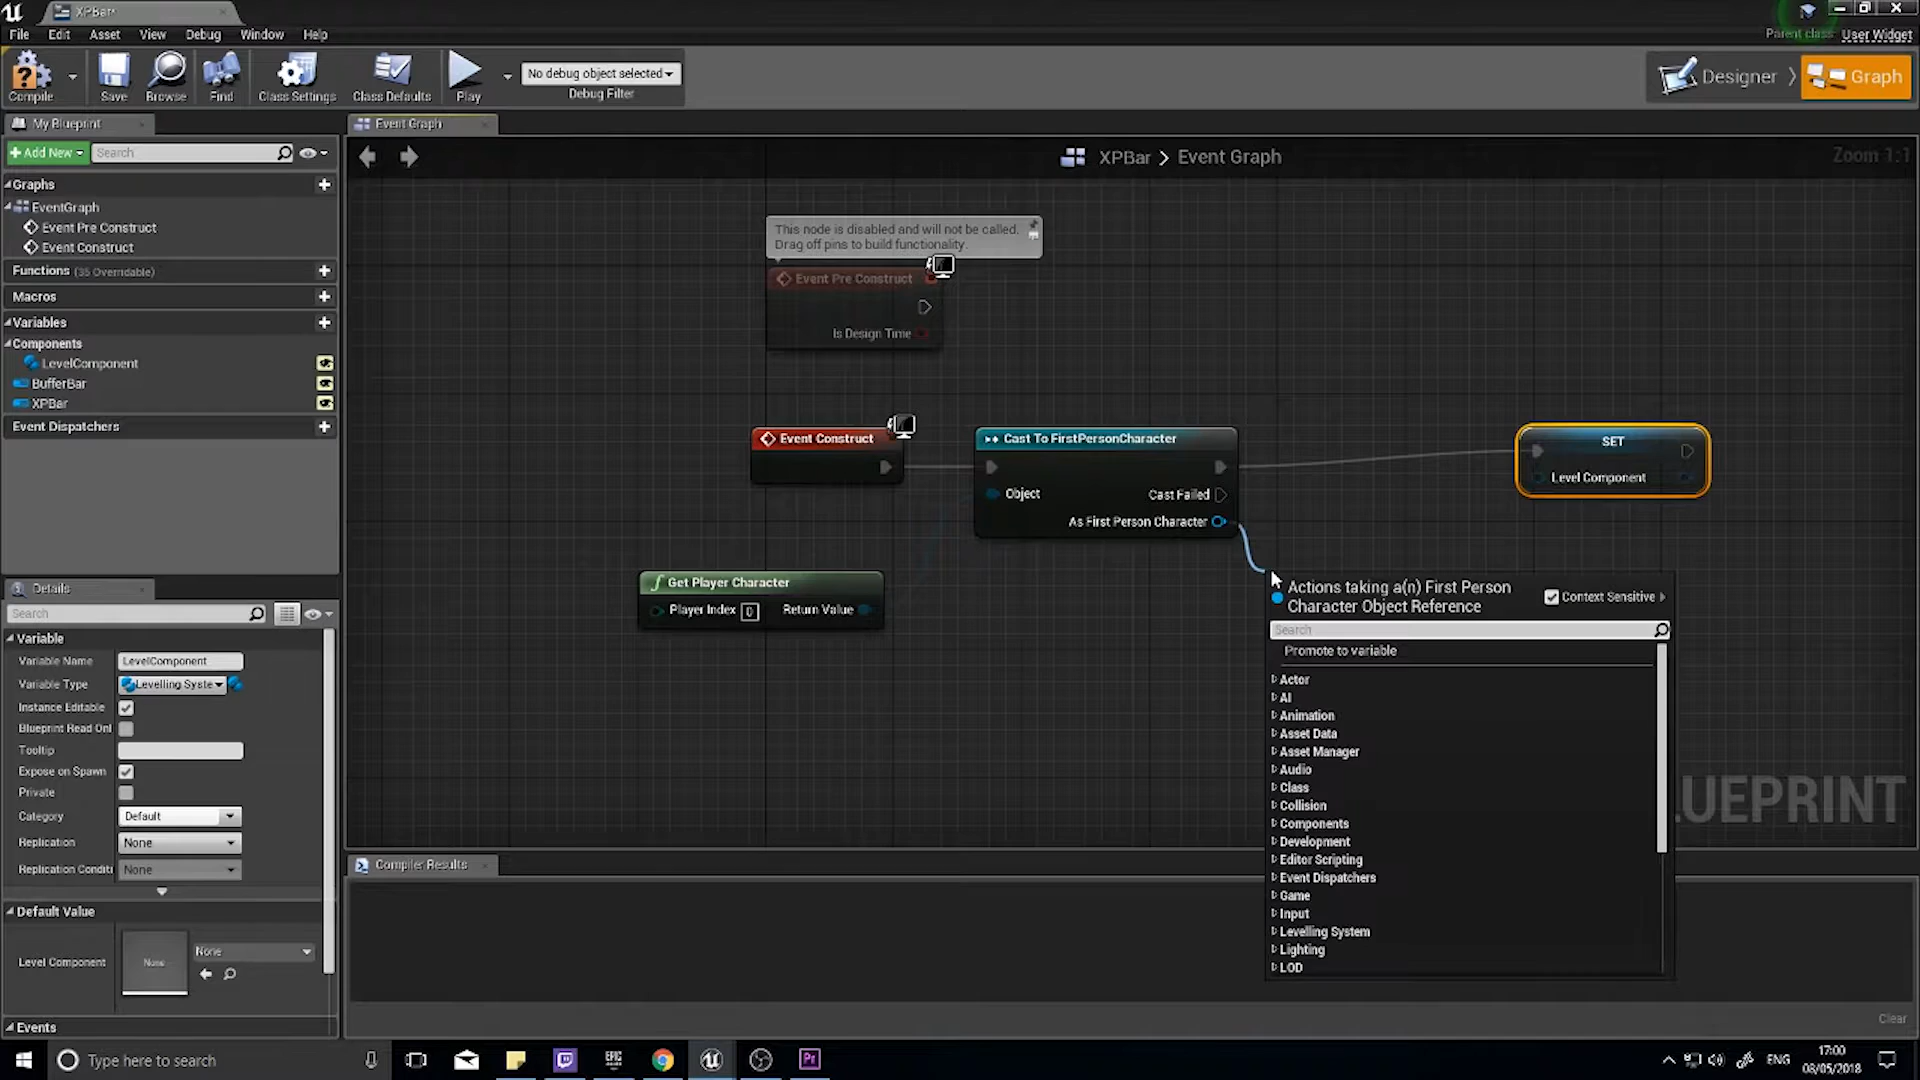 XPBar*
File Edit Asset View Debug Window Help
Parent class: User Widget
Compile
Save
Browse
Find
Class Settings
Class Defaults
Play
No debug object selected
Debug Filter
Designer
Graph
My Blueprint
Event Graph
+Add New
Search
XPBar > Event Graph
Zoom 1:1
Graphs
EventGraph
Event Pre Construct
Event Construct
Functions (35 Overridable)
Macros
Variables
Components
LevelComponent
BufferBar
XPBar
Event Dispatchers
This node is disabled and will not be called.
Drag off pins to build functionality.
Event Pre Construct
Is Design Time
Event Construct
Cast To FirstPersonCharacter
Object
Cast Failed
As First Person Character
SET
Level Component
Get Player Character
Player Index 0
Return Value
Actions taking a(n) First Person
Character Object Reference
Context Sensitive
Search
Promote to variable
Actor
AI
Animation
Asset Data
Asset Manager
Audio
Class
Collision
Components
Development
Editor Scripting
Event Dispatchers
Game
Input
Levelling System
Lighting
LOD
LUEPRINT
Details
Search
Variable
Variable Name LevelComponent
Variable Type Levelling Syste
Instance Editable
Blueprint Read Onl
Tooltip
Expose on Spawn
Private
Category Default
Replication None
Replication Conditi None
Default Value
Level Component None None
Events
Compiler Results
Clear
Type here to search
EPIC
Pr
ENG
17:00
08/05/2018